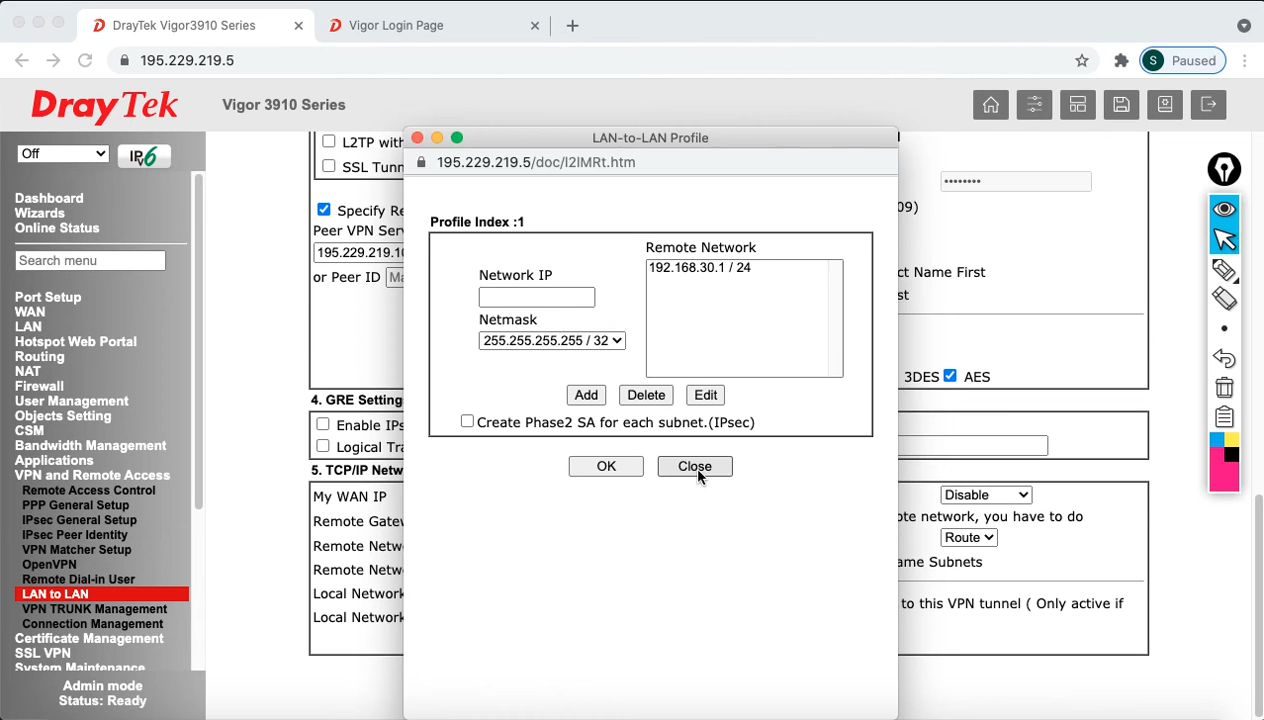 DrayTek Vigor3910 Series
Vigor Login Page
195.229.219.5
S Paused
DrayTek Vigor 3910 Series
Off
IPv6
Dashboard
Wizards
Online Status
Search menu
Port Setup
WAN
LAN
Hotspot Web Portal
Routing
NAT
Firewall
User Management
Objects Setting
CSM
Bandwidth Management
Applications
VPN and Remote Access
Remote Access Control
PPP General Setup
IPsec General Setup
IPsec Peer Identity
VPN Matcher Setup
OpenVPN
Remote Dial-in User
LAN to LAN
VPN TRUNK Management
Connection Management
Certificate Management
SSL VPN
System Maintenance
Admin mode
Status: Ready
L2TP with
SSL Tunn
Specify Re
Peer VPN Serv
195.229.219.10
or Peer ID Ma
4. GRE Setting
Enable IPs
Logical Tra
5. TCP/IP Netw
My WAN IP
Remote Gatew
Remote Netw
Remote Netw
Local Network
Local Network
LAN-to-LAN Profile
195.229.219.5/doc/l2lMRt.htm
Profile Index :1
Remote Network
192.168.30.1 / 24
Network IP
Netmask
255.255.255.255 / 32
Add Delete Edit
Create Phase2 SA for each subnet.(IPsec)
OK Close
••••••••
09)
ct Name First
st
3DES AES
Disable
ote network, you have to do
Route
ame Subnets
to this VPN tunnel ( Only active if